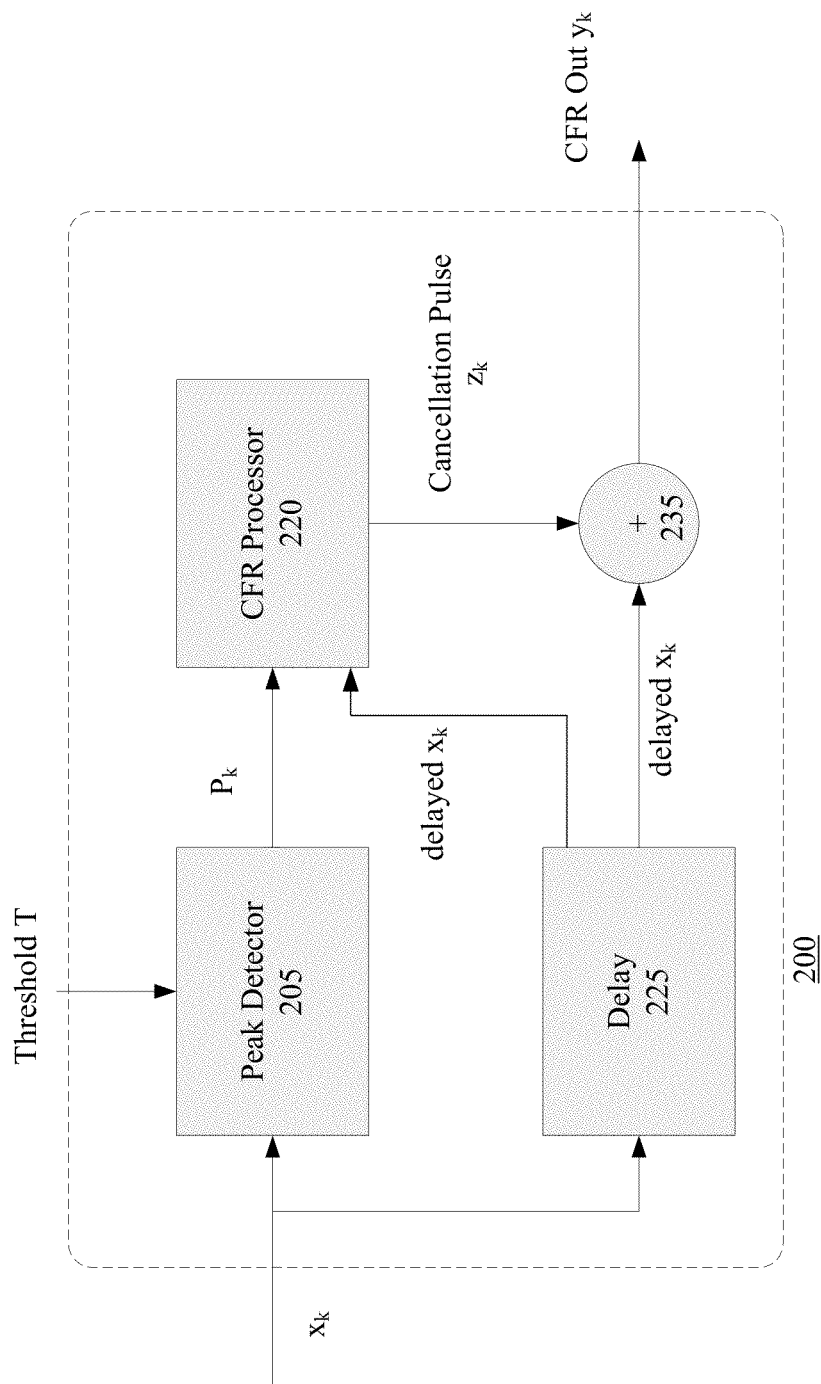 Threshold T
x_k
Peak Detector
205
P_k
CFR Processor
220
delayed x_k
Cancellation Pulse
z_k
Delay
225
delayed x_k
+
235
CFR Out y_k
200